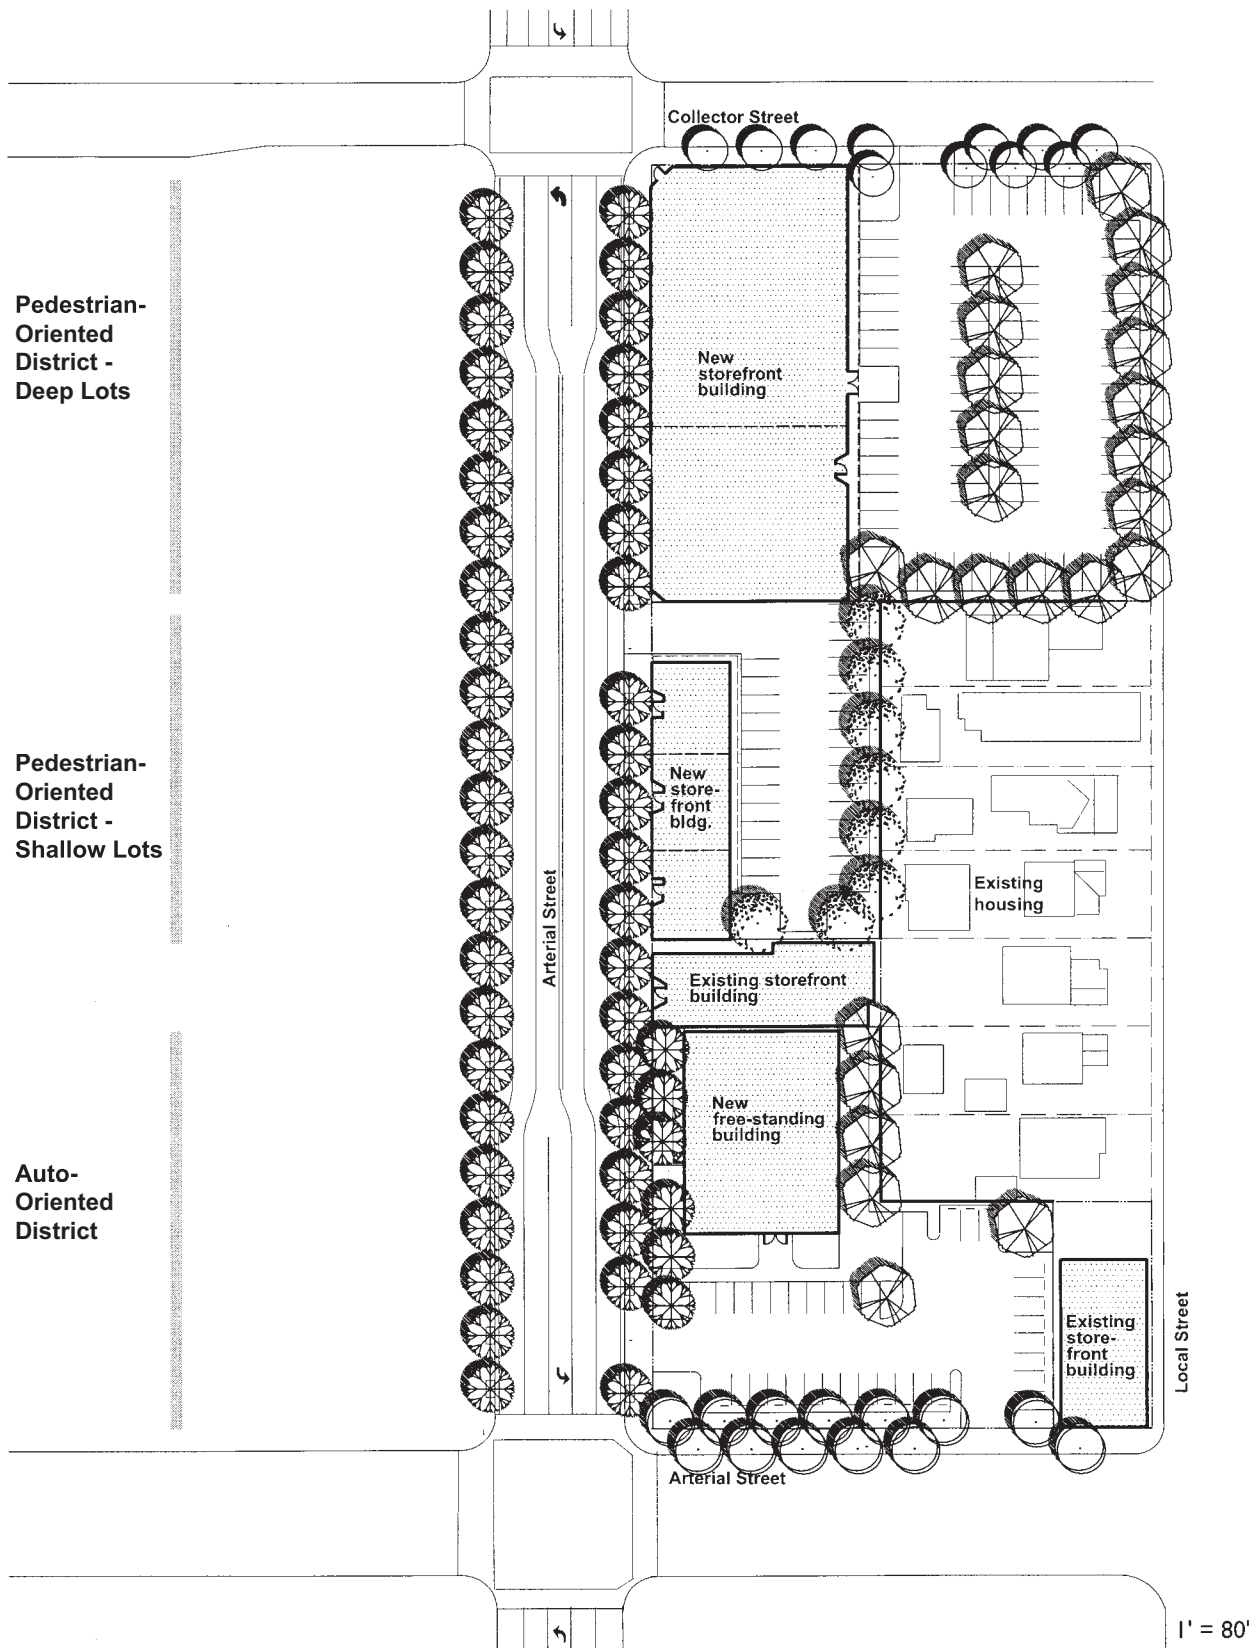 Collector Street
Pedestrian-
Oriented
District -
Deep Lots
New
storefront
building
Pedestrian-
Oriented
District -
Shallow Lots
New
store-
front
bldg.
Arterial Street
Existing
housing
Existing storefront
building
New
free-standing
building
Auto-
Oriented
District
Existing
store-
front
building
Local Street
Arterial Street
1' = 80'